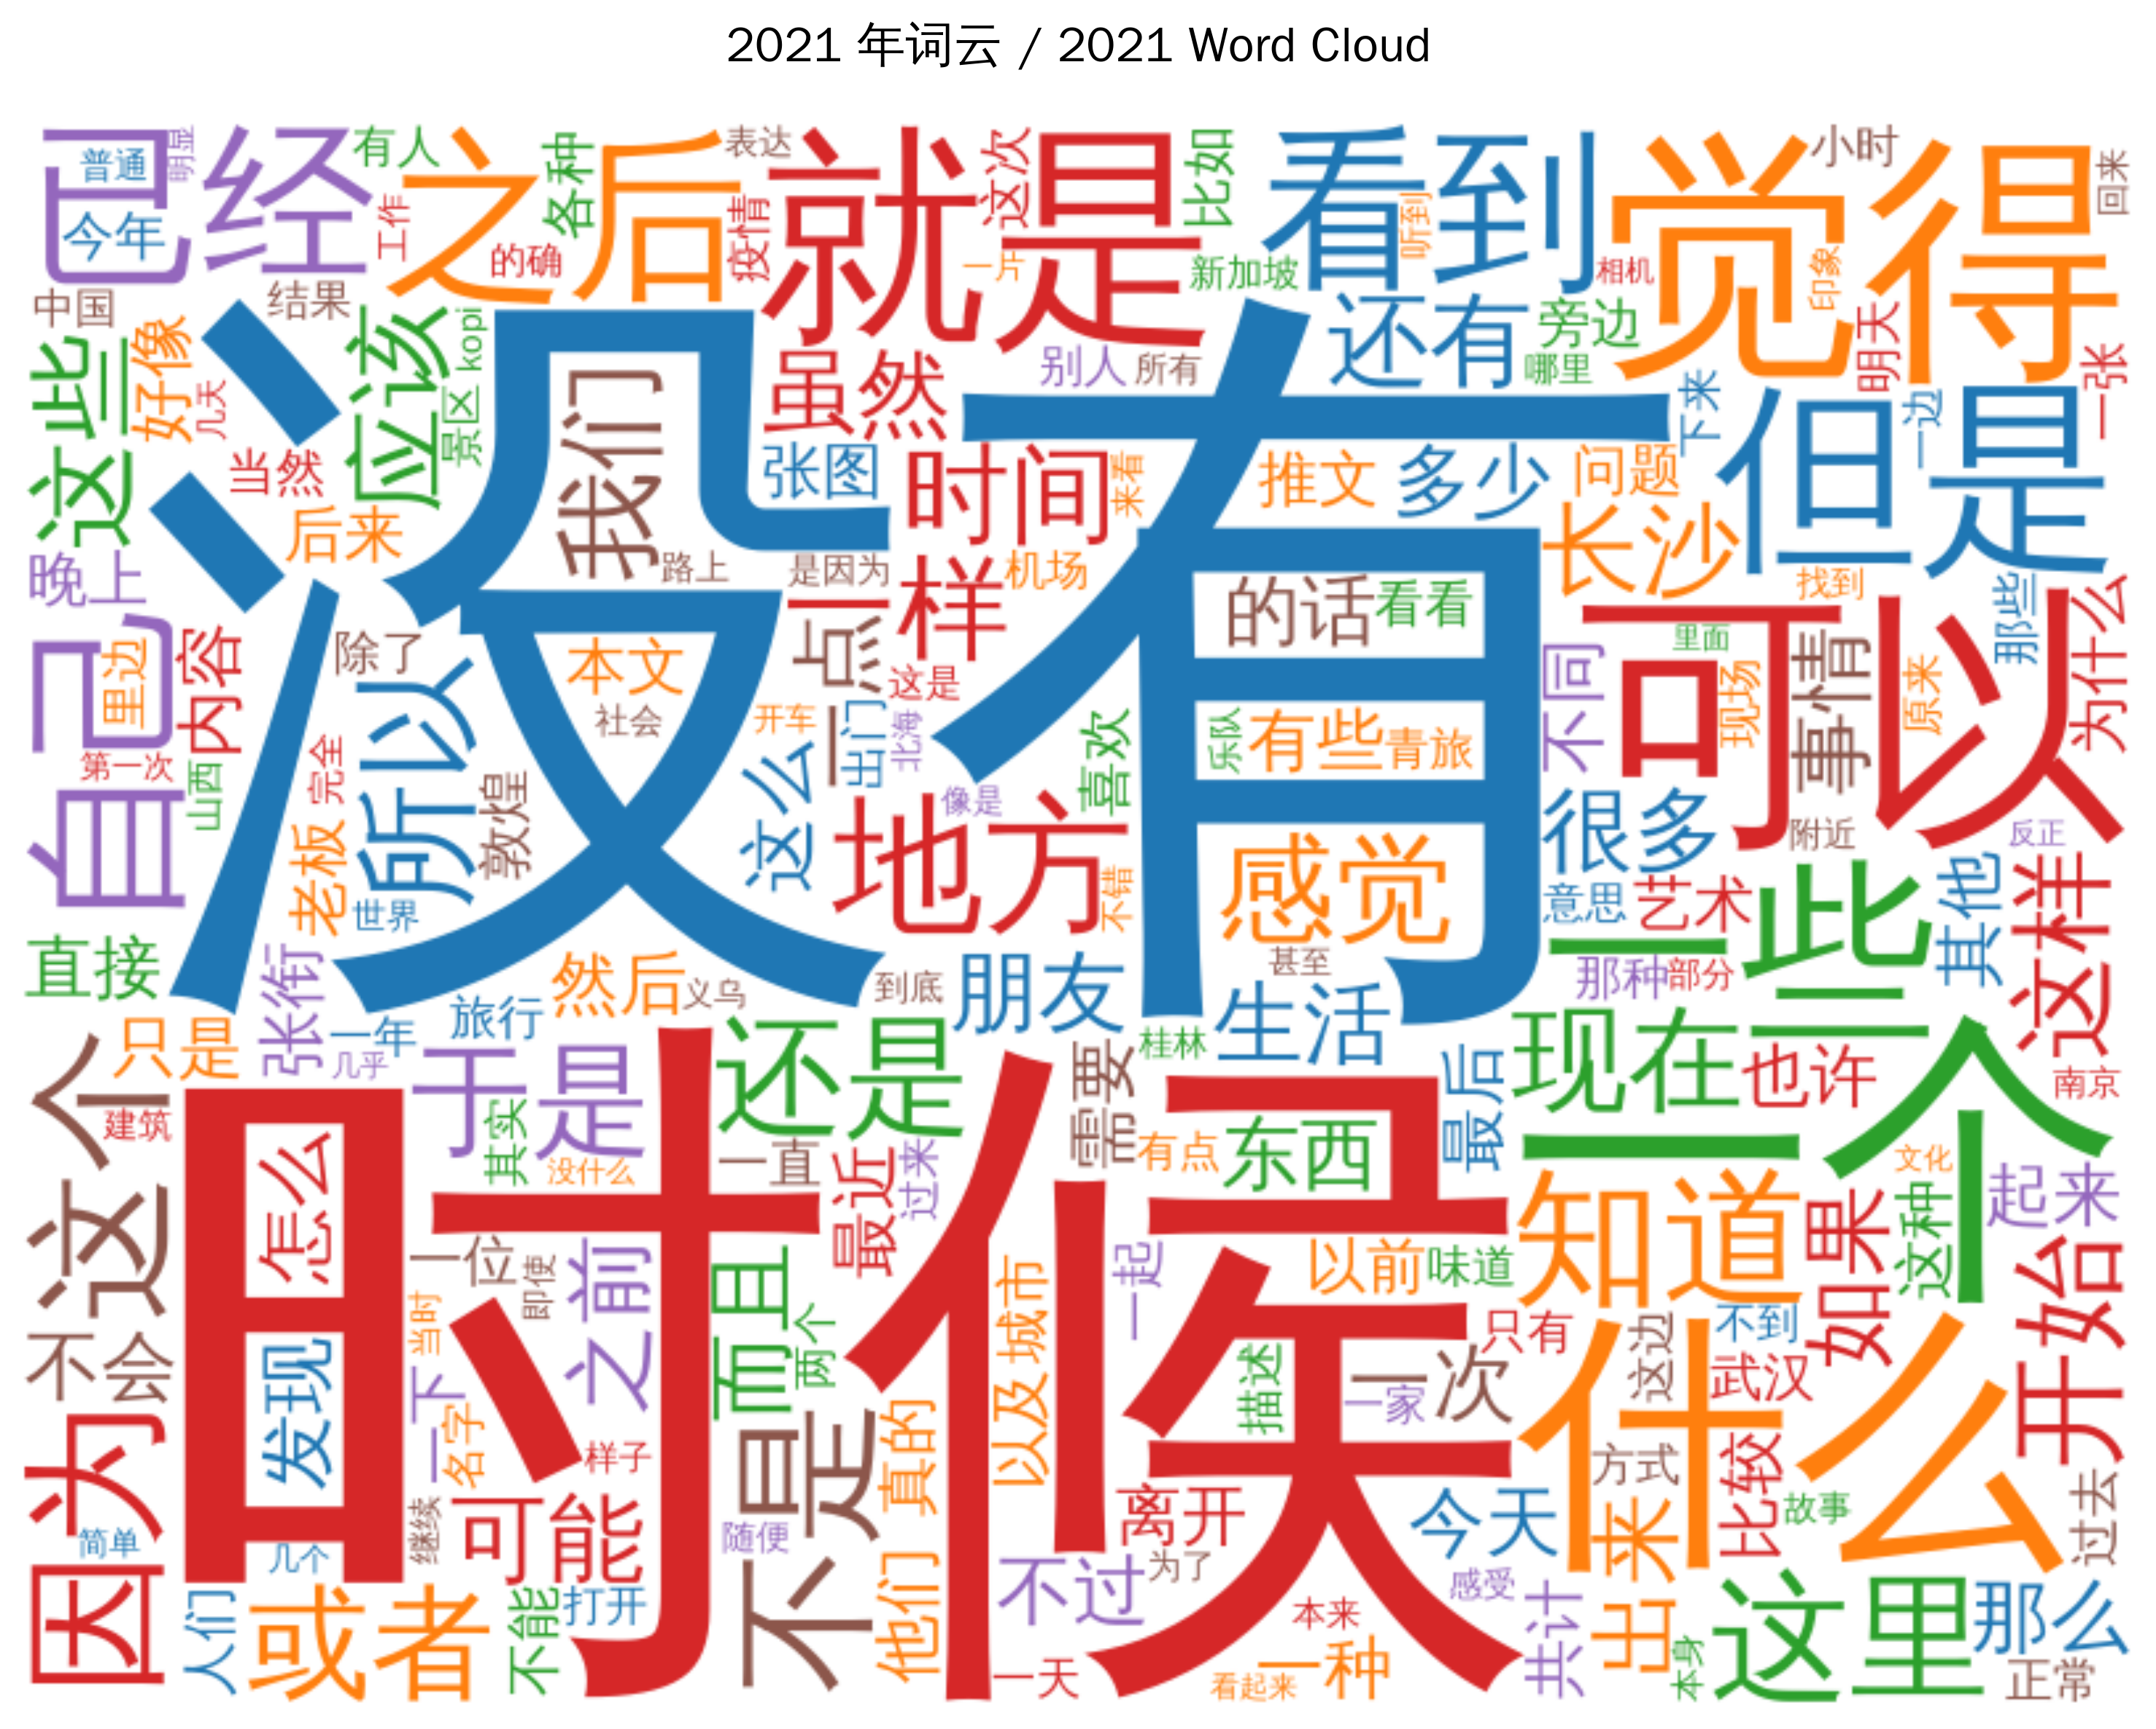 2021 年词云 / 2021 Word Cloud
已经
普通
明显
今年
有人
之后
工作
各种
的确
表达
疫情
就是
这次
一片
比如
新加坡
看到
听到
相机
觉得
小时
印象
回来
中国
结果
这些
好像
几天
应该
kopi
景区
当然
后来
没有
我们
虽然
别人
所有
还有
旁边
哪里
明天
一张
张图
时间
来看
推文
多少
问题
下来
但是
一边
长沙
找到
晚上
路上
是因为
一样
机场
的话
看看
可以
里面
那些
为什么
自己
里边
内容
除了
本文
社会
一点
这是
不同
现场
事情
原来
第一次
山西
完全
所以
敦煌
开车
出门
北海
这么
喜欢
乐队
有些
青旅
老板
世界
地方
像是
不错
感觉
很多
附近
反正
意思
艺术
一些
其他
这样
直接
张衔
然后
义乌
到底
朋友
甚至
那种
部分
只是
一年
几乎
旅行
生活
桂林
现在
也许
南京
这个
建筑
时候
怎么
于是
其实
没什么
还是
一直
最近
过来
需要
有点
东西
最后
一个
文化
知道
如果
这种
起来
不会
发现
一位
即使
当时
之前
而且
两个
一起
以及
城市
以前
味道
只有
什么
这边
不到
武汉
开始
因为
一下
名字
样子
不是
真的
描述
一次
一家
方式
比较
故事
过去
简单
几个
继续
可能
随便
离开
今天
出来
人们
或者
不能
打开
他们
不过
为了
感受
本来
共计
这里
那么
一天
看起来
一种
本身
正常